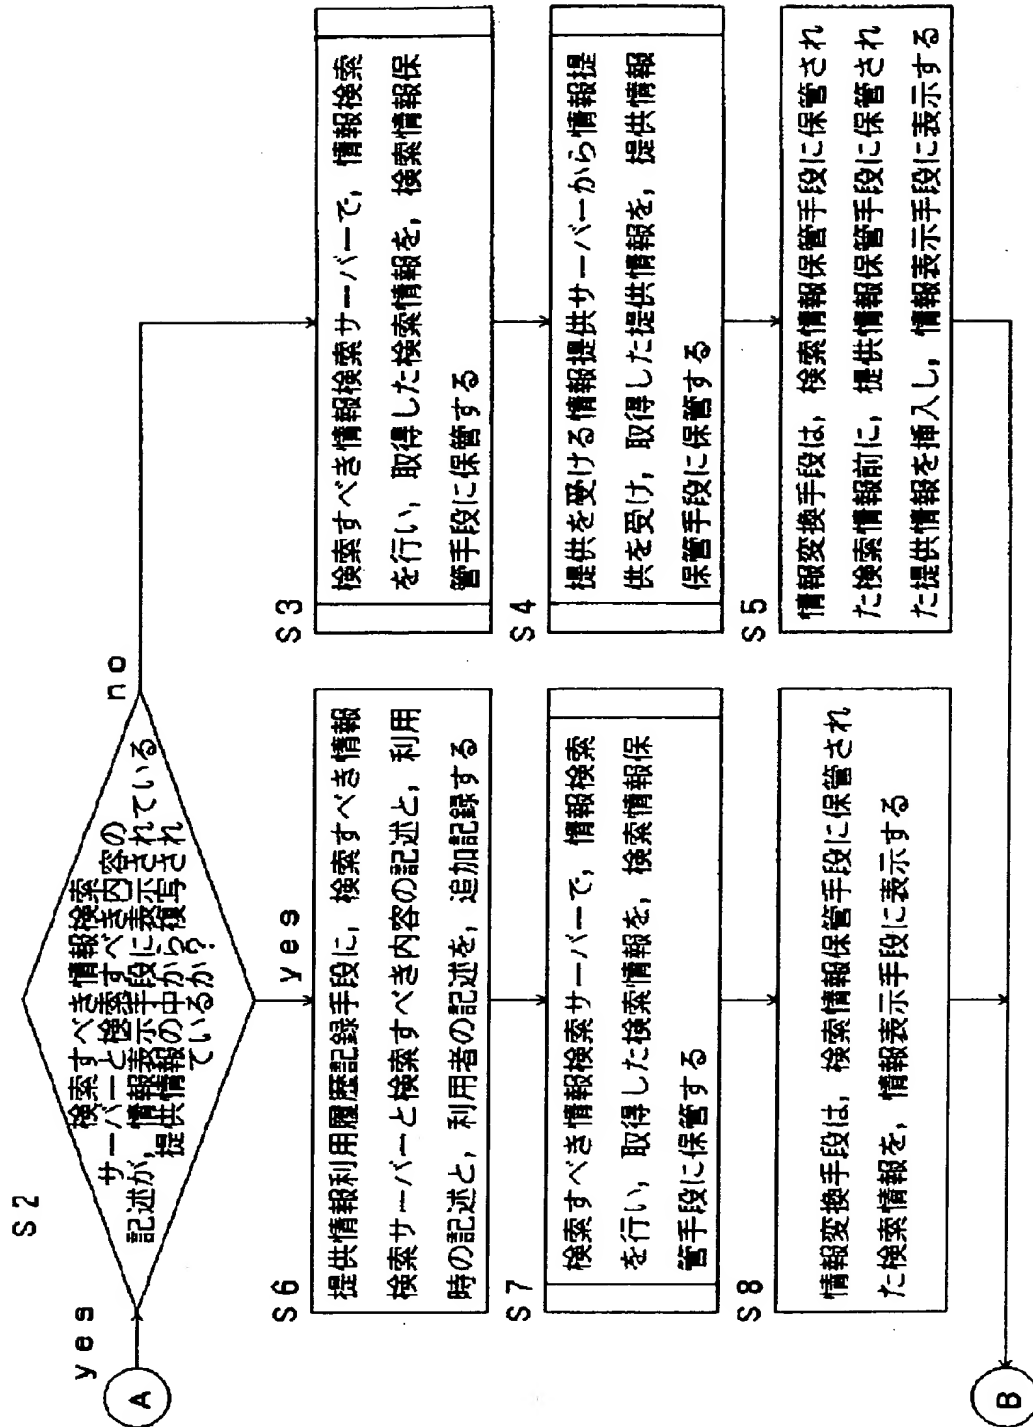 S2
yes
A
検索すべき情報検索
サーバーと検索すべき内容の
記述が，情報表示手段に表示されている
提供情報の中から複写され
ているか？
no
yes
S6
提供情報利用履歴記録手段に，検索すべき情報
検索サーバーと検索すべき内容の記述と，利用
時の記述と，利用者の記述を，追加記録する
S7
検索すべき情報検索サーバーで，情報検索
を行い，取得した検索情報を，検索情報保
管手段に保管する
S8
情報変換手段は，検索情報保管手段に保管され
た検索情報を，情報表示手段に表示する
S3
検索すべき情報検索サーバーで，情報検索
を行い，取得した検索情報を，検索情報保
管手段に保管する
S4
提供を受ける情報提供サーバーから情報提
供を受け，取得した提供情報を，提供情報
保管手段に保管する
S5
情報変換手段は，検索情報保管手段に保管され
た検索情報前に，提供情報保管手段に保管され
た提供情報を挿入し，情報表示手段に表示する
B